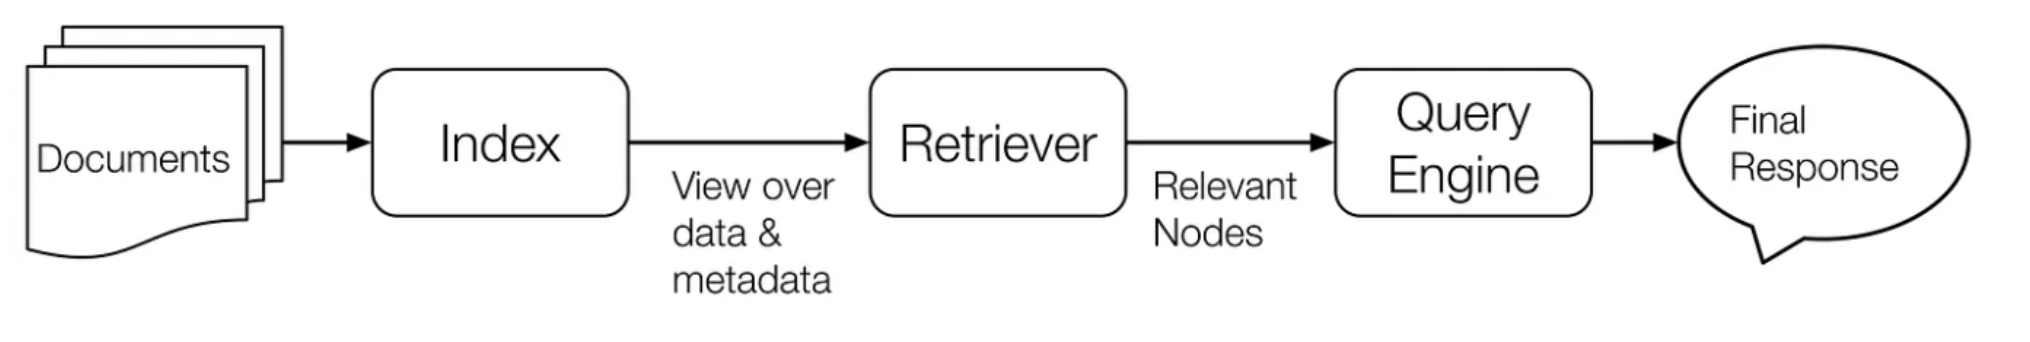 Documents
Index
View over
data &
metadata
Retriever
Relevant
Nodes
Query
Engine
Final
Response